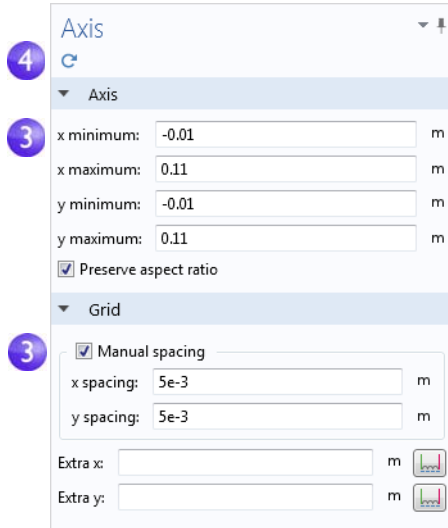 Axis
4
Axis
3 x minimum: -0.01 m
x maximum: 0.11 m
y minimum: -0.01 m
y maximum: 0.11 m
Preserve aspect ratio
Grid
3 Manual spacing
x spacing: 5e-3 m
y spacing: 5e-3 m
Extra x: m
Extra y: m